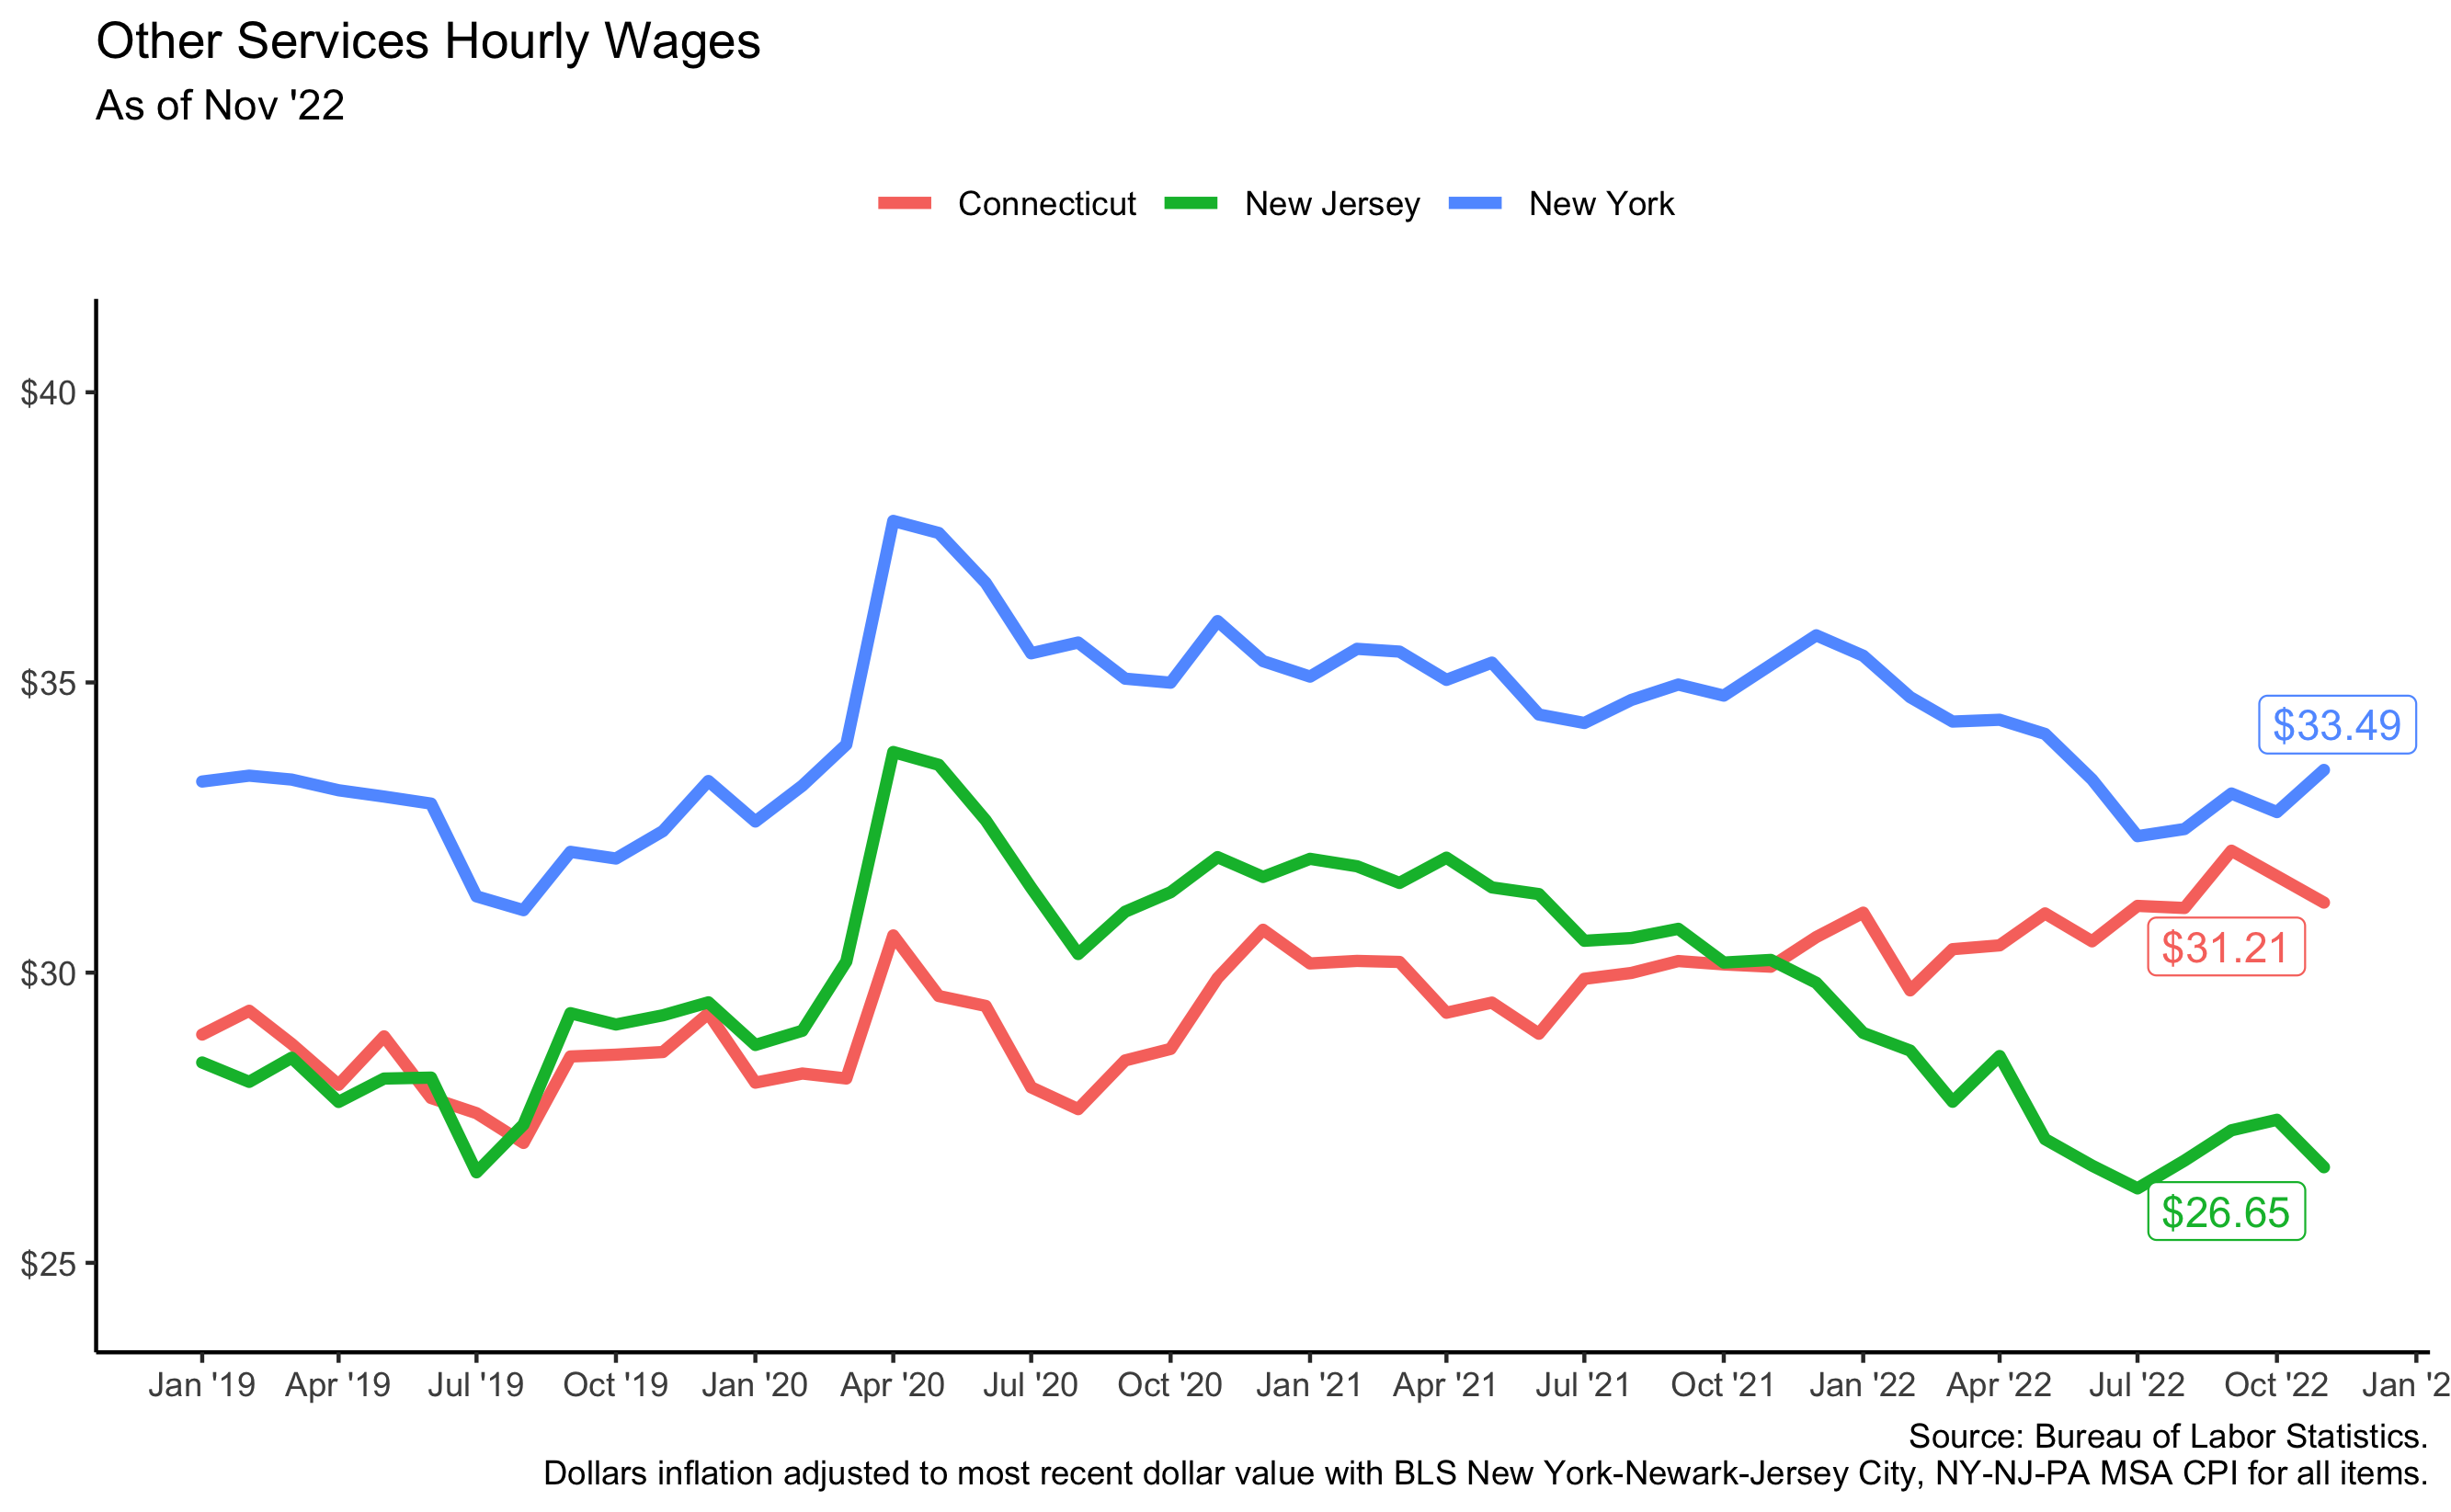 Other Services Hourly Wages
As of Nov '22
Connecticut New Jersey New York
$40
$35
$30
$25
$33.49
$31.21
$26.65
Jan '19 Apr '19 Jul '19 Oct '19 Jan '20 Apr '20 Jul '20 Oct '20 Jan '21 Apr '21 Jul '21 Oct '21 Jan '22 Apr '22 Jul '22 Oct '22 Jan '2
Source: Bureau of Labor Statistics.
Dollars inflation adjusted to most recent dollar value with BLS New York-Newark-Jersey City, NY-NJ-PA MSA CPI for all items.